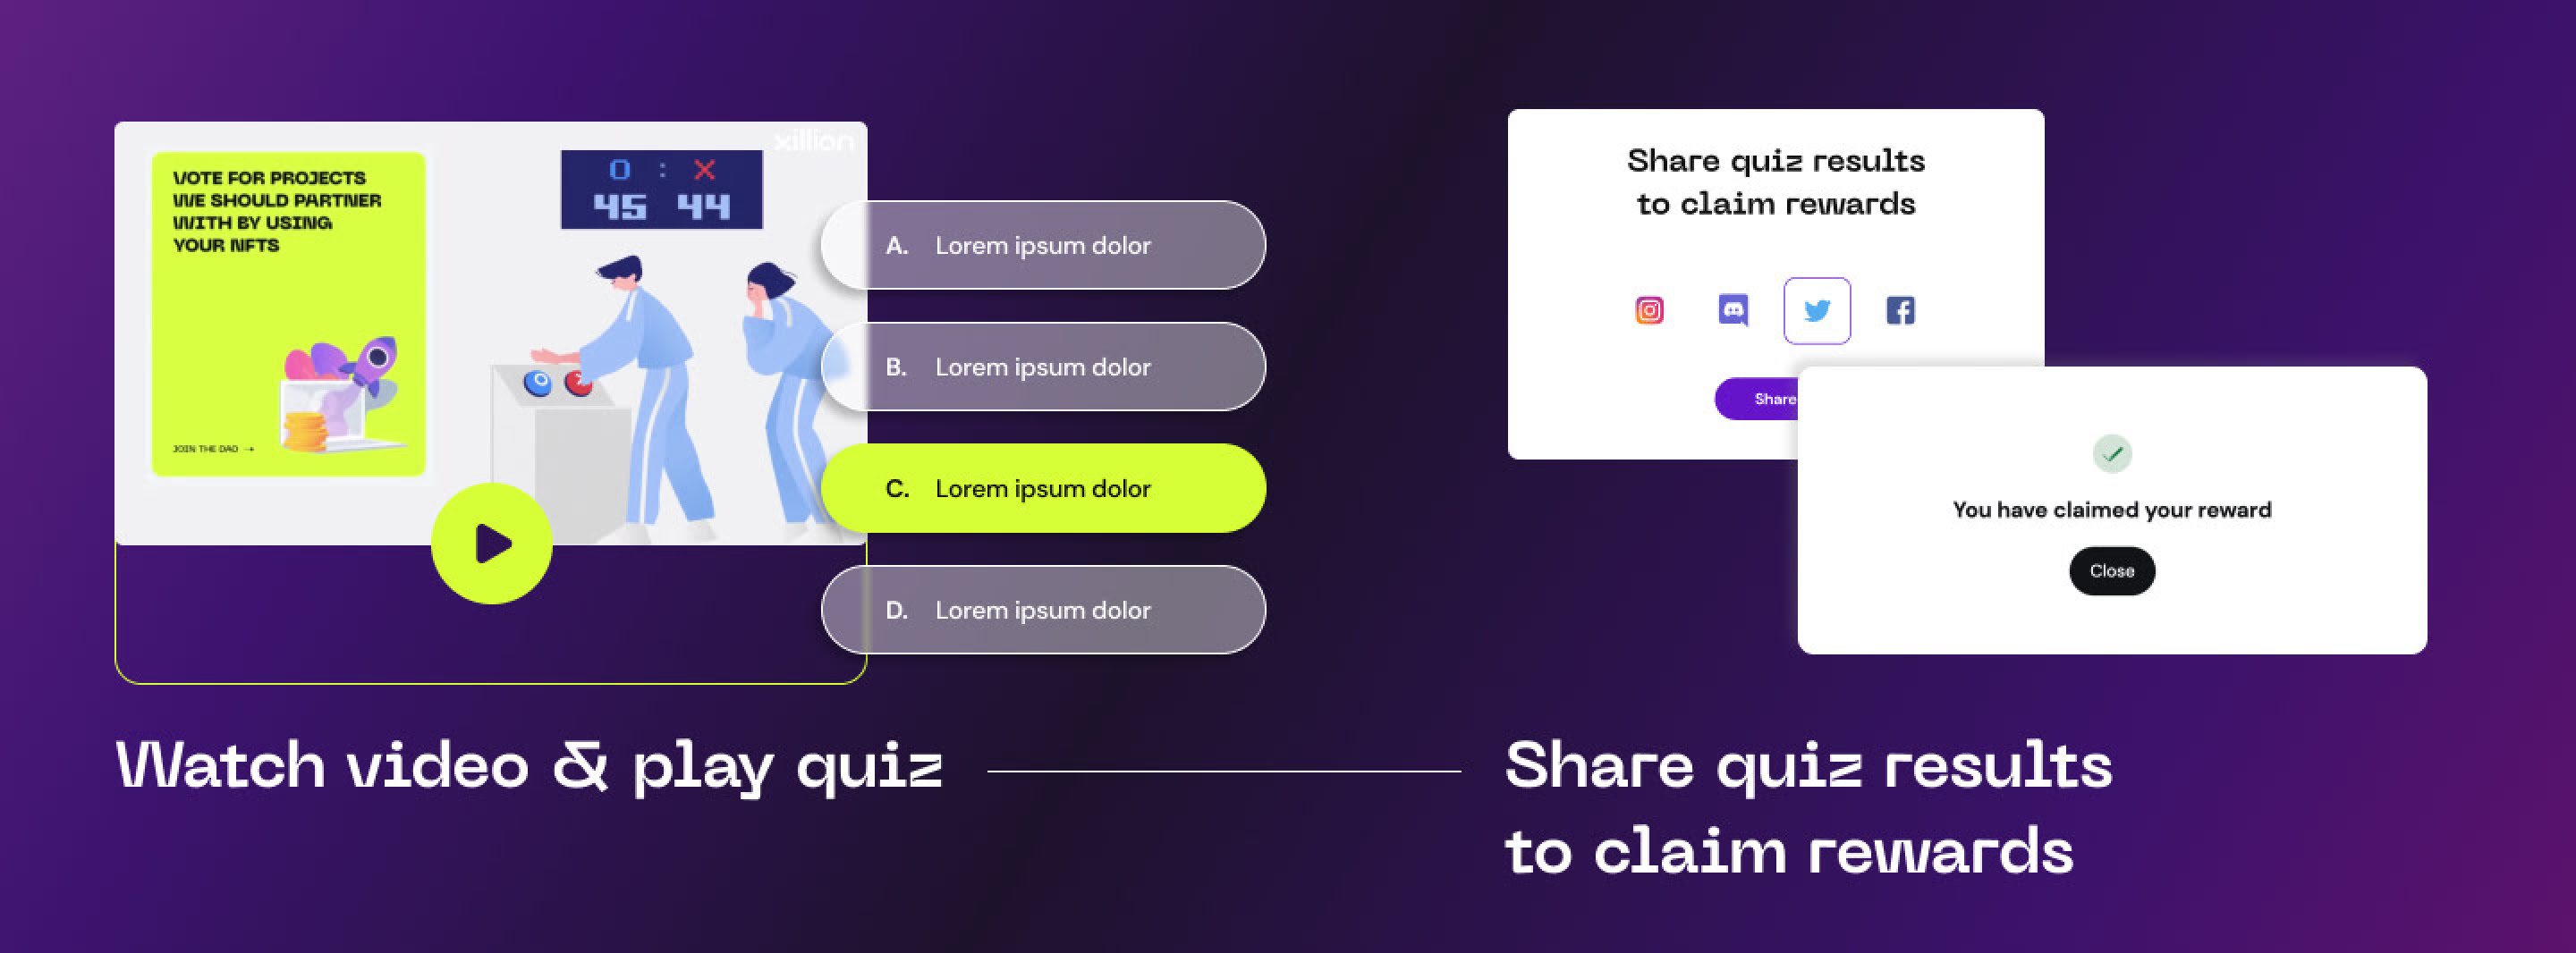 xillion
VOTE FOR PROJECTS
WE SHOULD PARTNER
WITH BY USING
YOUR NFTS
JOIN THE DAO →
O : X
45 44
A. Lorem ipsum dolor
B. Lorem ipsum dolor
C. Lorem ipsum dolor
D. Lorem ipsum dolor
Watch video & play quiz
Share quiz results
to claim rewards
Share
You have claimed your reward
Close
Share quiz results
to claim rewards